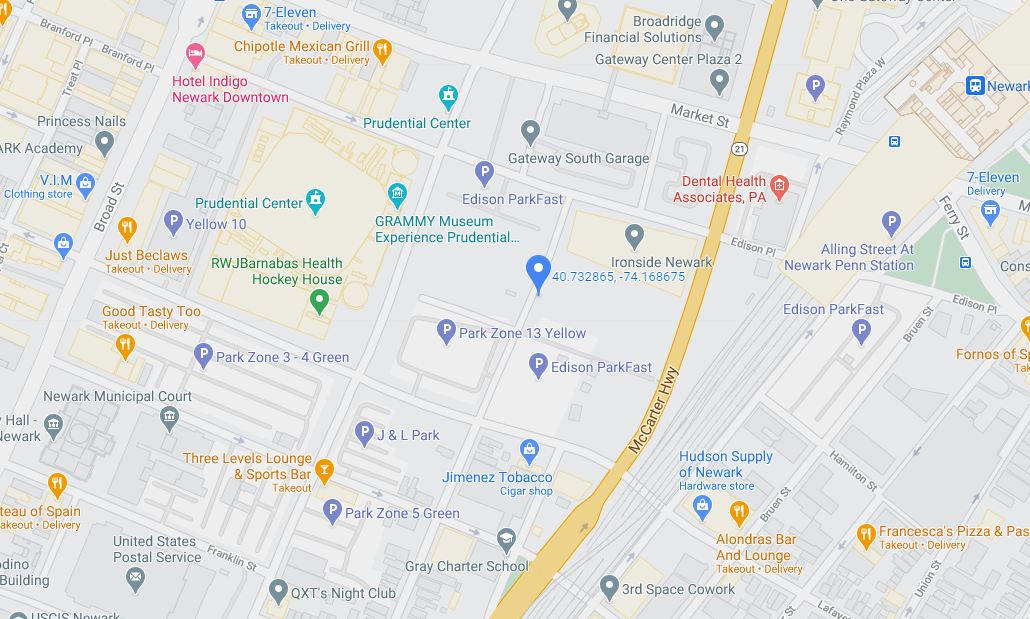 7-Eleven
Takeout • Delivery
Branford Pl
Branford Pl
Treat Pl
Chipotle Mexican Grill
Takeout • Delivery
Hotel Indigo
Newark Downtown
Broadridge
Financial Solutions
Gateway Center Plaza 2
Newark
Raymond Plaza W
Market St
21
Princess Nails
ARK Academy
Prudential Center
Gateway South Garage
V.I.M
Clothing store
Broad St
Prudential Center
GRAMMY Museum
Experience Prudential...
Edison ParkFast
Dental Health
Associates, PA
7-Eleven
Delivery
Ferry St
Yellow 10
Just Beclaws
Takeout • Delivery
RWJBarnabas Health
Hockey House
Ironside Newark
Edison Pl
Alling Street At
Newark Penn Station
40.732865, -74.168675
Good Tasty Too
Takeout • Delivery
Park Zone 13 Yellow
Edison ParkFast
Edison Pl
Bruen St
Park Zone 3 - 4 Green
Edison ParkFast
Fornos of Sp
Newark Municipal Court
McCarter Hwy
y Hall -
Newark
J & L Park
Three Levels Lounge
& Sports Bar
Takeout
Jimenez Tobacco
Cigar shop
Hudson Supply
of Newark
Hardware store
Hamilton St
Bruen St
teau of Spain
akeout • Delivery
Park Zone 5 Green
Alondras Bar
And Lounge
Takeout • Delivery
Francesca's Pizza & Pas
Takeout • Delivery
United States
Postal Service
Franklin St
Gray Charter School
Union St
odino
Building
QXT's Night Club
3rd Space Cowork
Lafayette
USCIS Newark